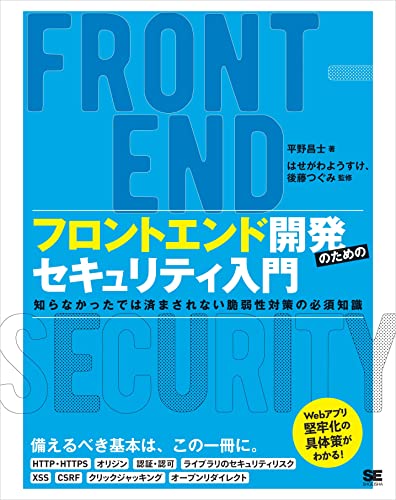 FRONT-
END
平野昌士 著
はせがわようすけ、
後藤つぐみ 監修
フロントエンド開発
のための
セキュリティ入門
知らなかったでは済まされない脆弱性対策の必須知識
SECURITY
Webアプリ
堅牢化の
具体策が
わかる!
備えるべき基本は、この一冊に。
HTTP・HTTPS オリジン 認証・認可 ライブラリのセキュリティリスク
XSS CSRF クリックジャッキング オープンリダイレクト
SE
SHOEISHA